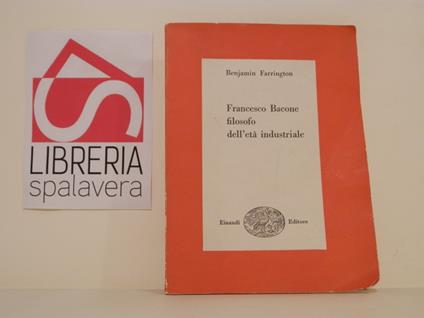 LIBRERIA
spalavera
Benjamin Farrington
Francesco Bacone
filosofo
dell'età industriale
Einaudi Editore